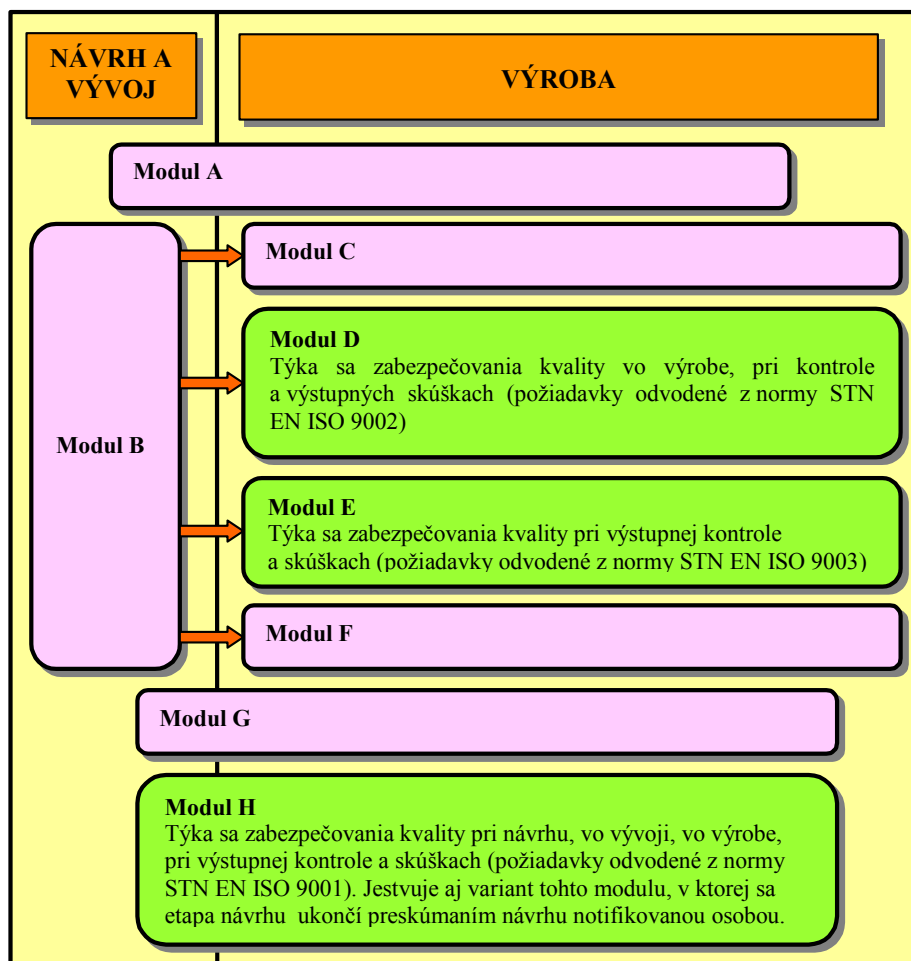 NÁVRH A
VÝVOJ
VÝROBA
Modul A
Modul B
Modul C
Modul D
Týka sa zabezpečovania kvality vo výrobe, pri kontrole
a výstupných skúškach (požiadavky odvodené z normy STN
EN ISO 9002)
Modul E
Týka sa zabezpečovania kvality pri výstupnej kontrole
a skúškach (požiadavky odvodené z normy STN EN ISO 9003)
Modul F
Modul G
Modul H
Týka sa zabezpečovania kvality pri návrhu, vo vývoji, vo výrobe,
pri výstupnej kontrole a skúškach (požiadavky odvodené z normy
STN EN ISO 9001). Jestvuje aj variant tohto modulu, v ktorej sa
etapa návrhu ukončí preskúmaním návrhu notifikovanou osobou.